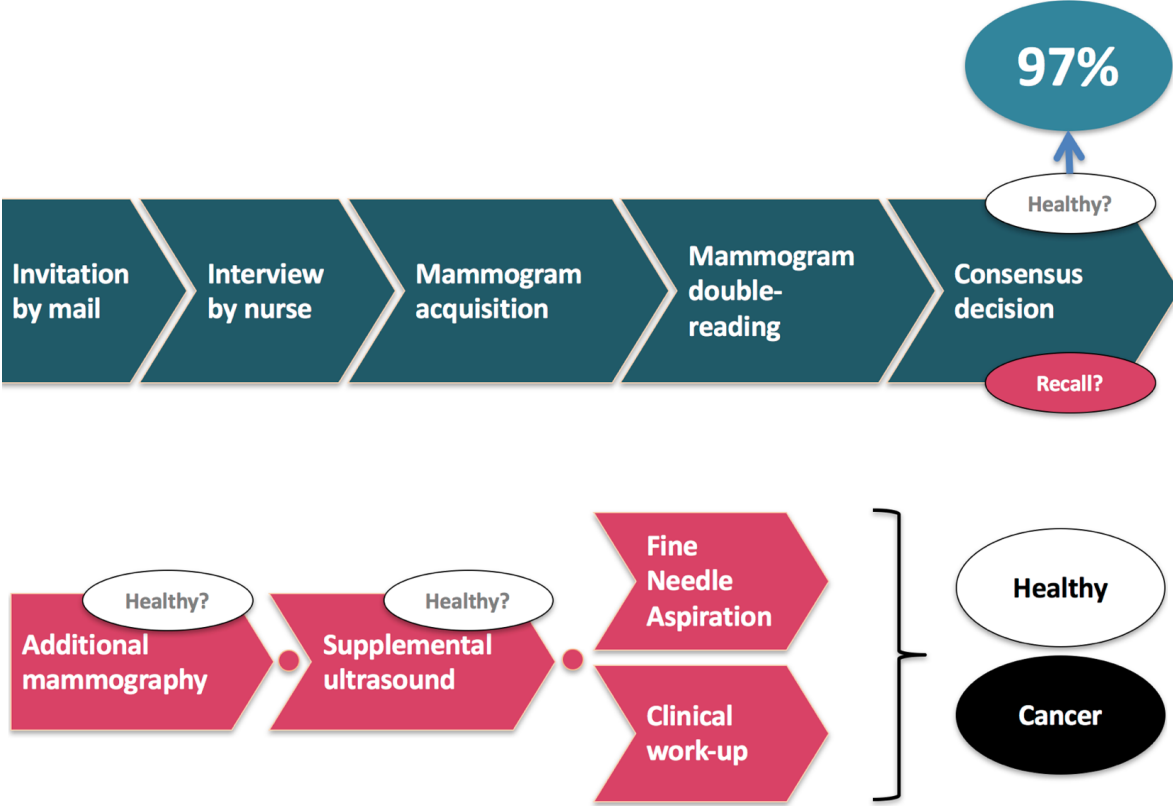 97%
Healthy?
Invitation
by mail
Interview
by nurse
Mammogram
acquisition
Mammogram
double-
reading
Consensus
decision
Recall?
Healthy?
Additional
mammography
Healthy?
Supplemental
ultrasound
Fine
Needle
Aspiration
Clinical
work-up
Healthy
Cancer